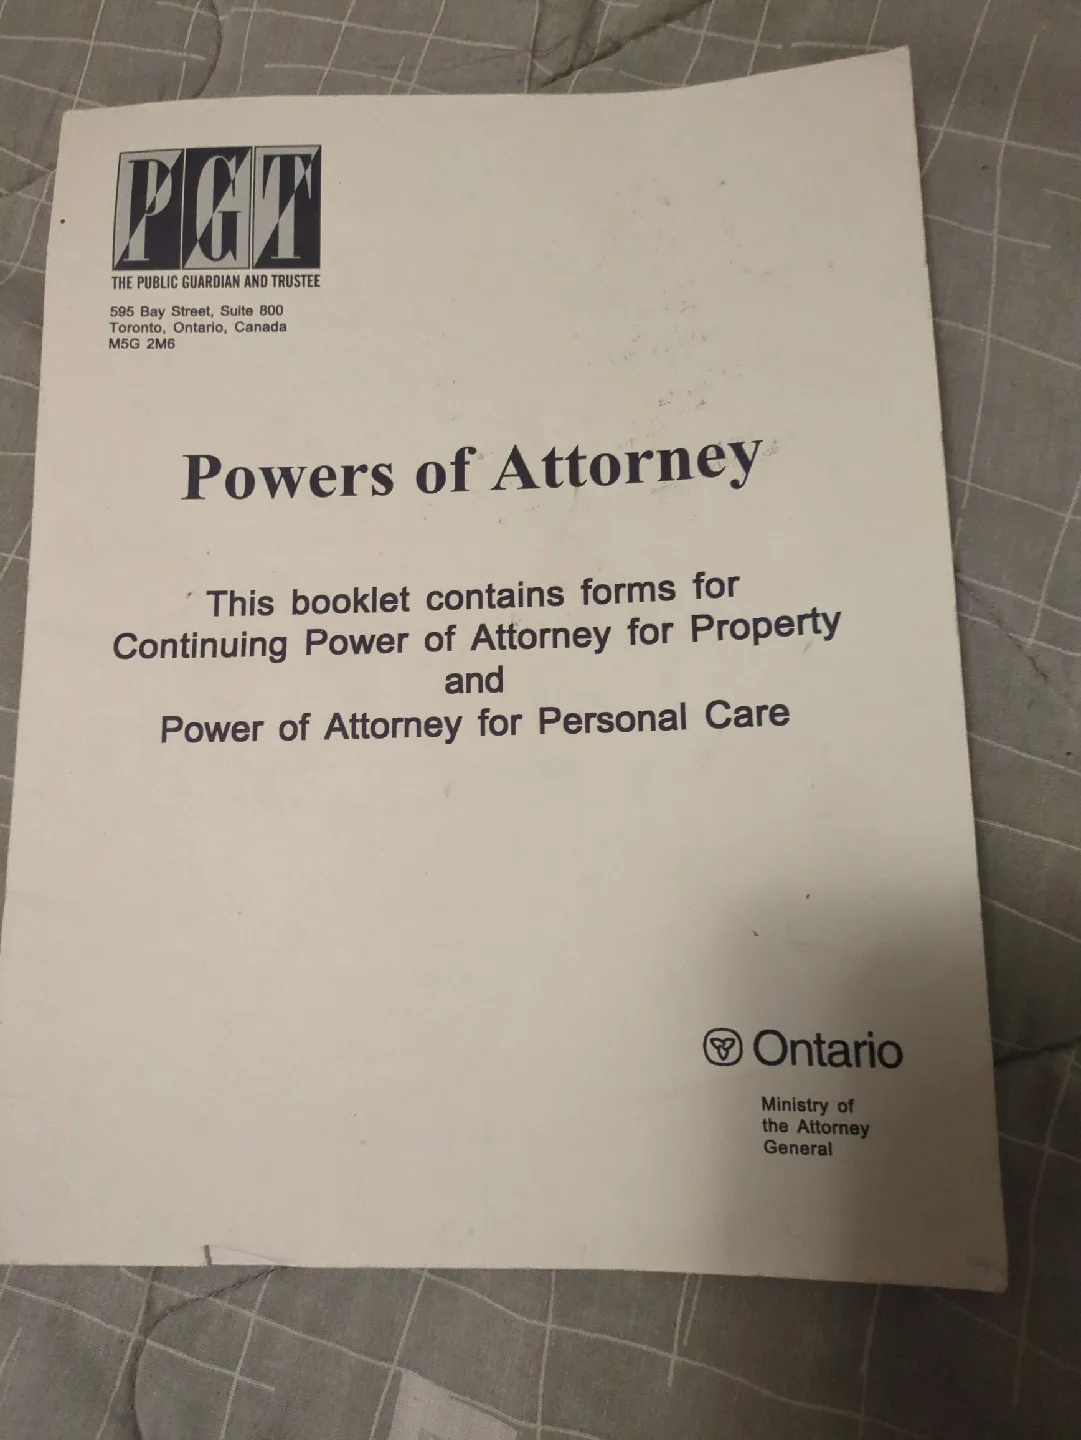 PGT
THE PUBLIC GUARDIAN AND TRUSTEE
595 Bay Street, Suite 800
Toronto, Ontario, Canada
M5G 2M6
Powers of Attorney
This booklet contains forms for
Continuing Power of Attorney for Property
and
Power of Attorney for Personal Care
Ontario
Ministry of
the Attorney
General